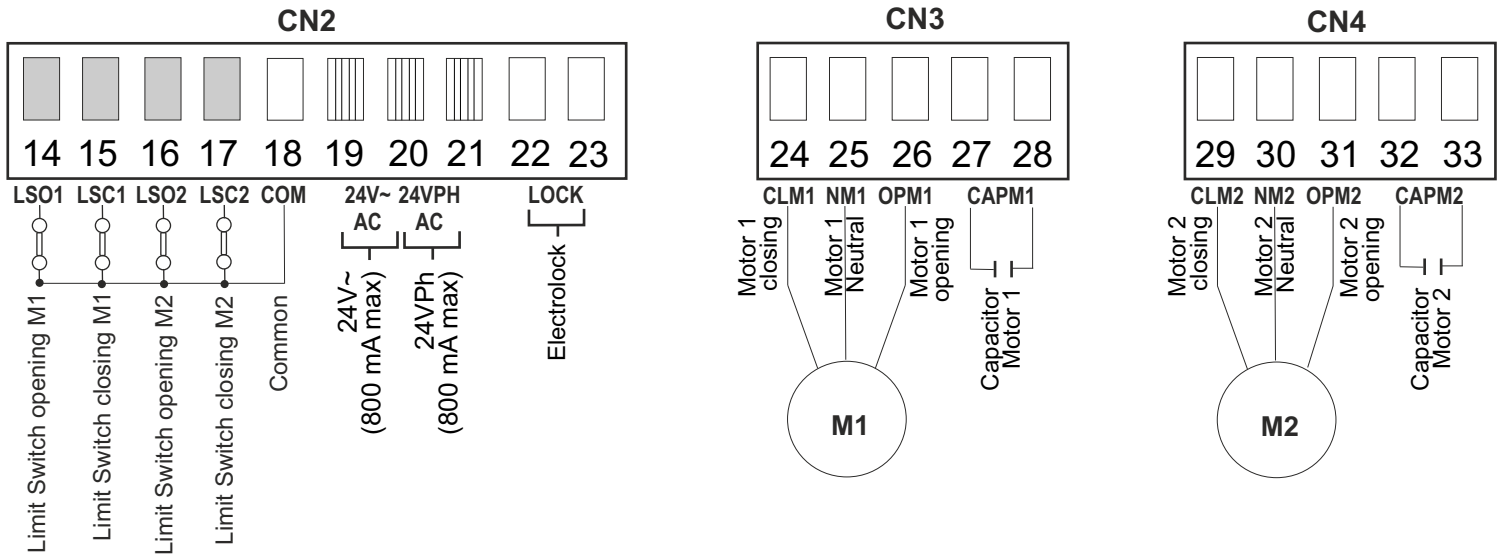 CN2
14 15 16 17 18 19 20 21 22 23
LSO1 LSC1 LSO2 LSC2 COM 24V~ 24VPH LOCK
AC AC
Limit Switch opening M1
Limit Switch closing M1
Limit Switch opening M2
Limit Switch closing M2
Common
24V~
(800 mA max)
24VPh
(800 mA max)
Electrolock
CN3
24 25 26 27 28
CLM1 NM1 OPM1 CAPM1
Motor 1
closing
Motor 1
Neutral
Motor 1
opening
Capacitor
Motor 1
M1
CN4
29 30 31 32 33
CLM2 NM2 OPM2 CAPM2
Motor 2
closing
Motor 2
Neutral
Motor 2
opening
Capacitor
Motor 2
M2